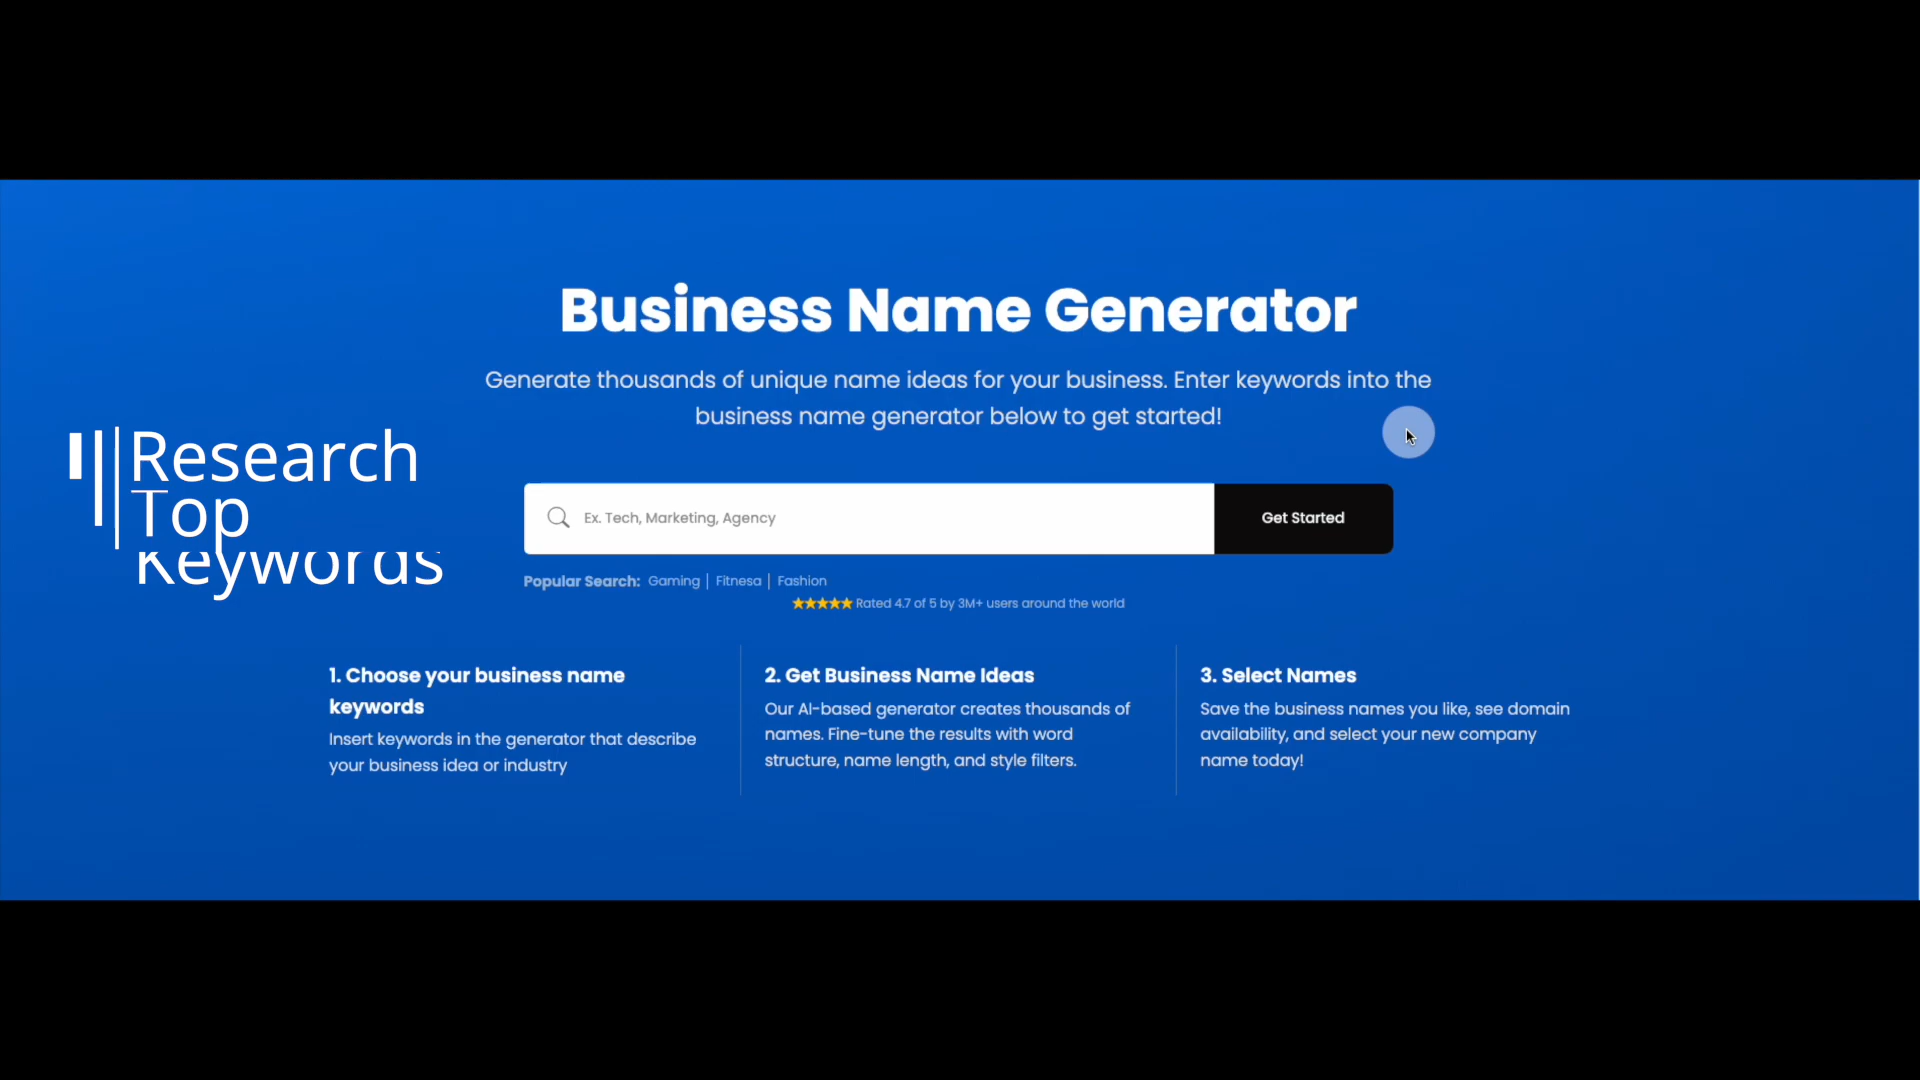 Business Name Generator
Generate thousands of unique name ideas for your business. Enter keywords into the
business name generator below to get started!
Research
Top
Keywords
Ex. Tech, Marketing, Agency
Get Started
Popular Search: Gaming | Fitnesa | Fashion
Rated 4.7 of 5 by 3M+ users around the world
1. Choose your business name
keywords
Insert keywords in the generator that describe
your business idea or industry
2. Get Business Name Ideas
Our AI-based generator creates thousands of
names. Fine-tune the results with word
structure, name length, and style filters.
3. Select Names
Save the business names you like, see domain
availability, and select your new company
name today!